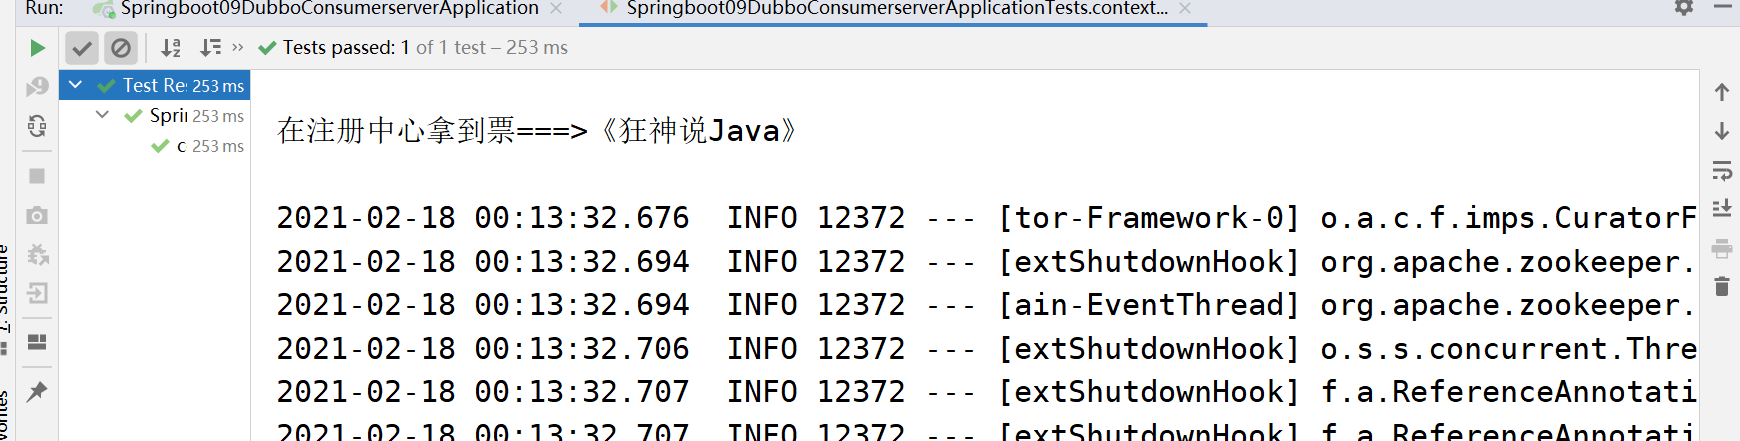 Run: Springboot09DubboConsumerserverApplication × Springboot09DubboConsumerserverApplicationTests.context... ×
Tests passed: 1 of 1 test – 253 ms
Test Re 253 ms
Sprin 253 ms
c 253 ms
在注册中心拿到票===>《狂神说Java》
2021-02-18 00:13:32.676 INFO 12372 --- [tor-Framework-0] o.a.c.f.imps.CuratorF
2021-02-18 00:13:32.694 INFO 12372 --- [extShutdownHook] org.apache.zookeeper.
2021-02-18 00:13:32.694 INFO 12372 --- [ain-EventThread] org.apache.zookeeper.
2021-02-18 00:13:32.706 INFO 12372 --- [extShutdownHook] o.s.s.concurrent.Thre
2021-02-18 00:13:32.707 INFO 12372 --- [extShutdownHook] f.a.ReferenceAnnotati
2021-02-18 00:13:32.707 INFO 12372 --- [extShutdownHook] f.a.ReferenceAnnotati
7: Structure